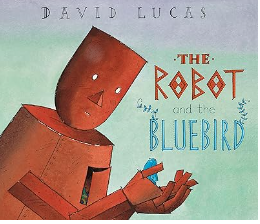 DAVID LUCAS
·THE·
ROBOT
and the
BLUEBIRD